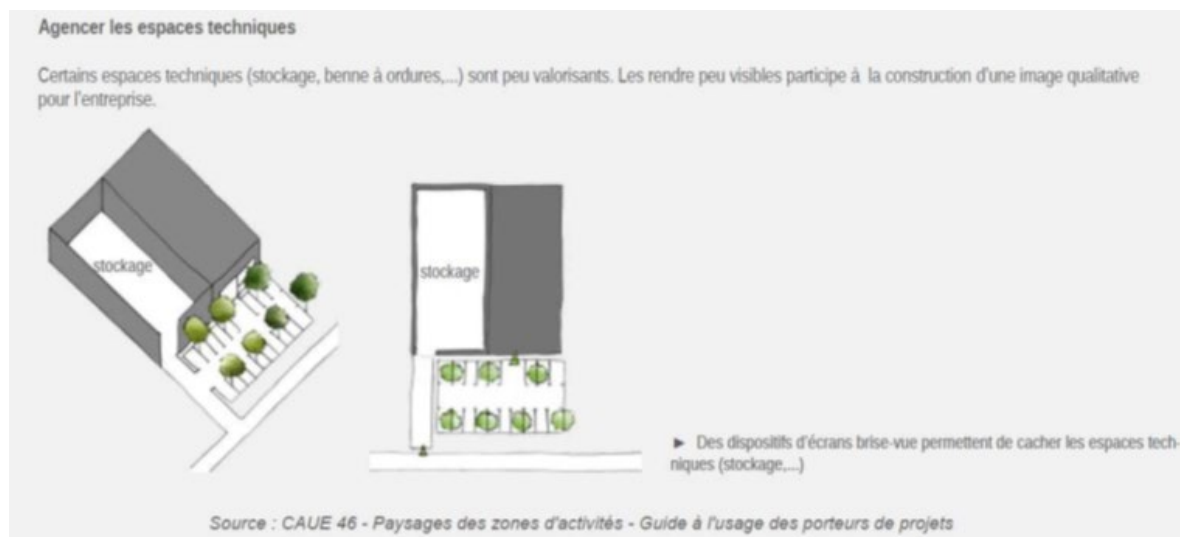 Agencer les espaces techniques
Certains espaces techniques (stockage, benne à ordures,...) sont peu valorisants. Les rendre peu visibles participe à la construction d'une image qualitative
pour l'entreprise.
stockage
stockage
► Des dispositifs d'écrans brise-vue permettent de cacher les espaces tech-
niques (stockage,...)
Source : CAUE 46 - Paysages des zones d'activités - Guide à l'usage des porteurs de projets